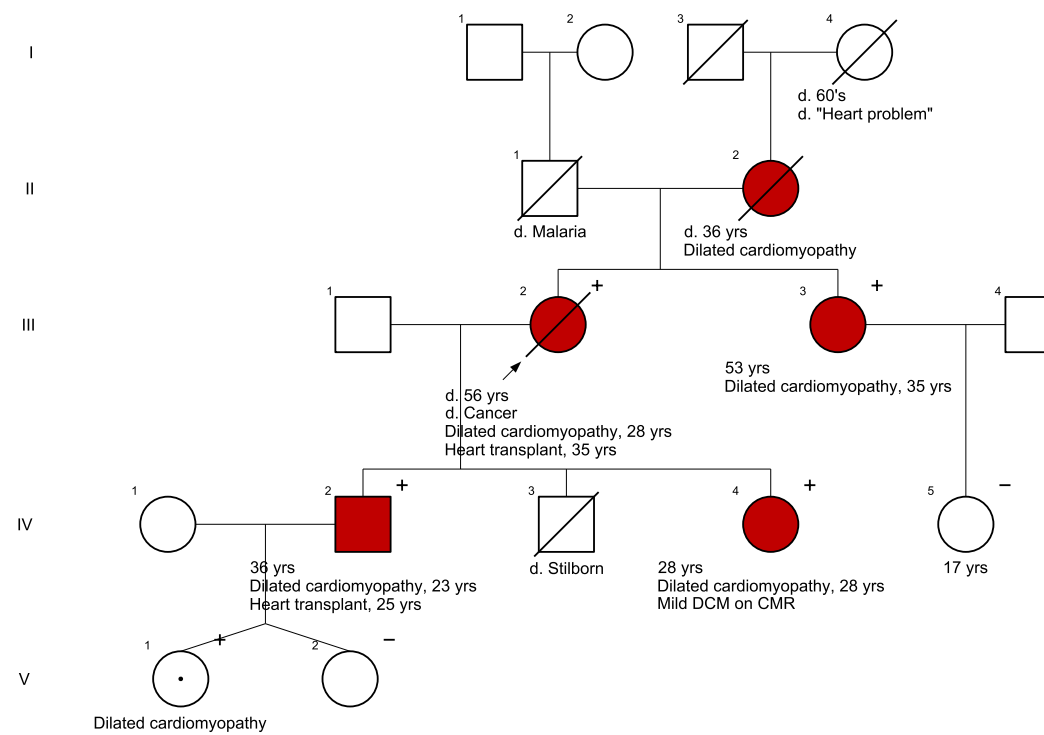 I
1
2
3
4
d. 60's
d. "Heart problem"
II
1
2
d. Malaria
d. 36 yrs
Dilated cardiomyopathy
III
1
2
+
3
+
4
53 yrs
Dilated cardiomyopathy, 35 yrs
d. 56 yrs
d. Cancer
Dilated cardiomyopathy, 28 yrs
Heart transplant, 35 yrs
IV
1
2
+
3
4
+
5
−
36 yrs
Dilated cardiomyopathy, 23 yrs
Heart transplant, 25 yrs
d. Stilborn
28 yrs
Dilated cardiomyopathy, 28 yrs
Mild DCM on CMR
17 yrs
V
1
+
2
−
Dilated cardiomyopathy